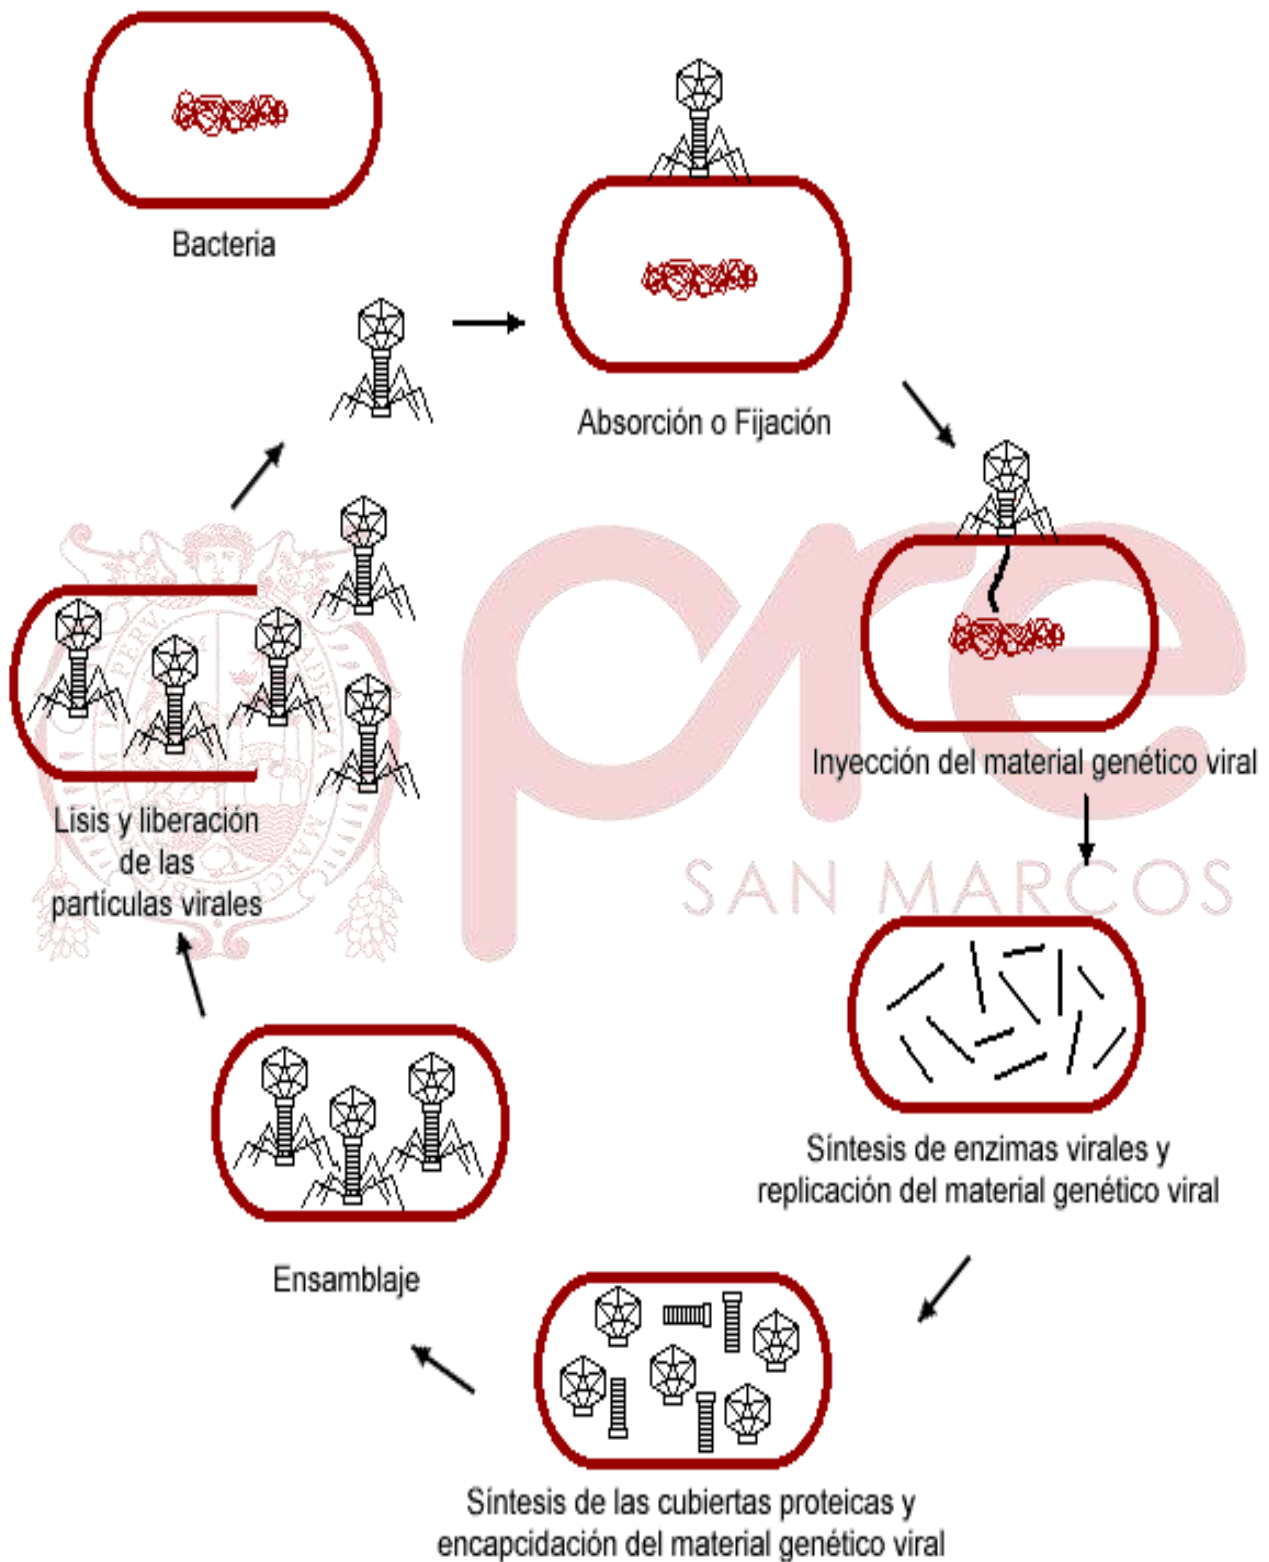 Bacteria
Absorción o Fijación
Inyección del material genético viral
Síntesis de enzimas virales y
replicación del material genético viral
Síntesis de las cubiertas proteicas y
encapcidación del material genético viral
Ensamblaje
Lisis y liberación
de las
partículas virales
pre
SAN MARCOS